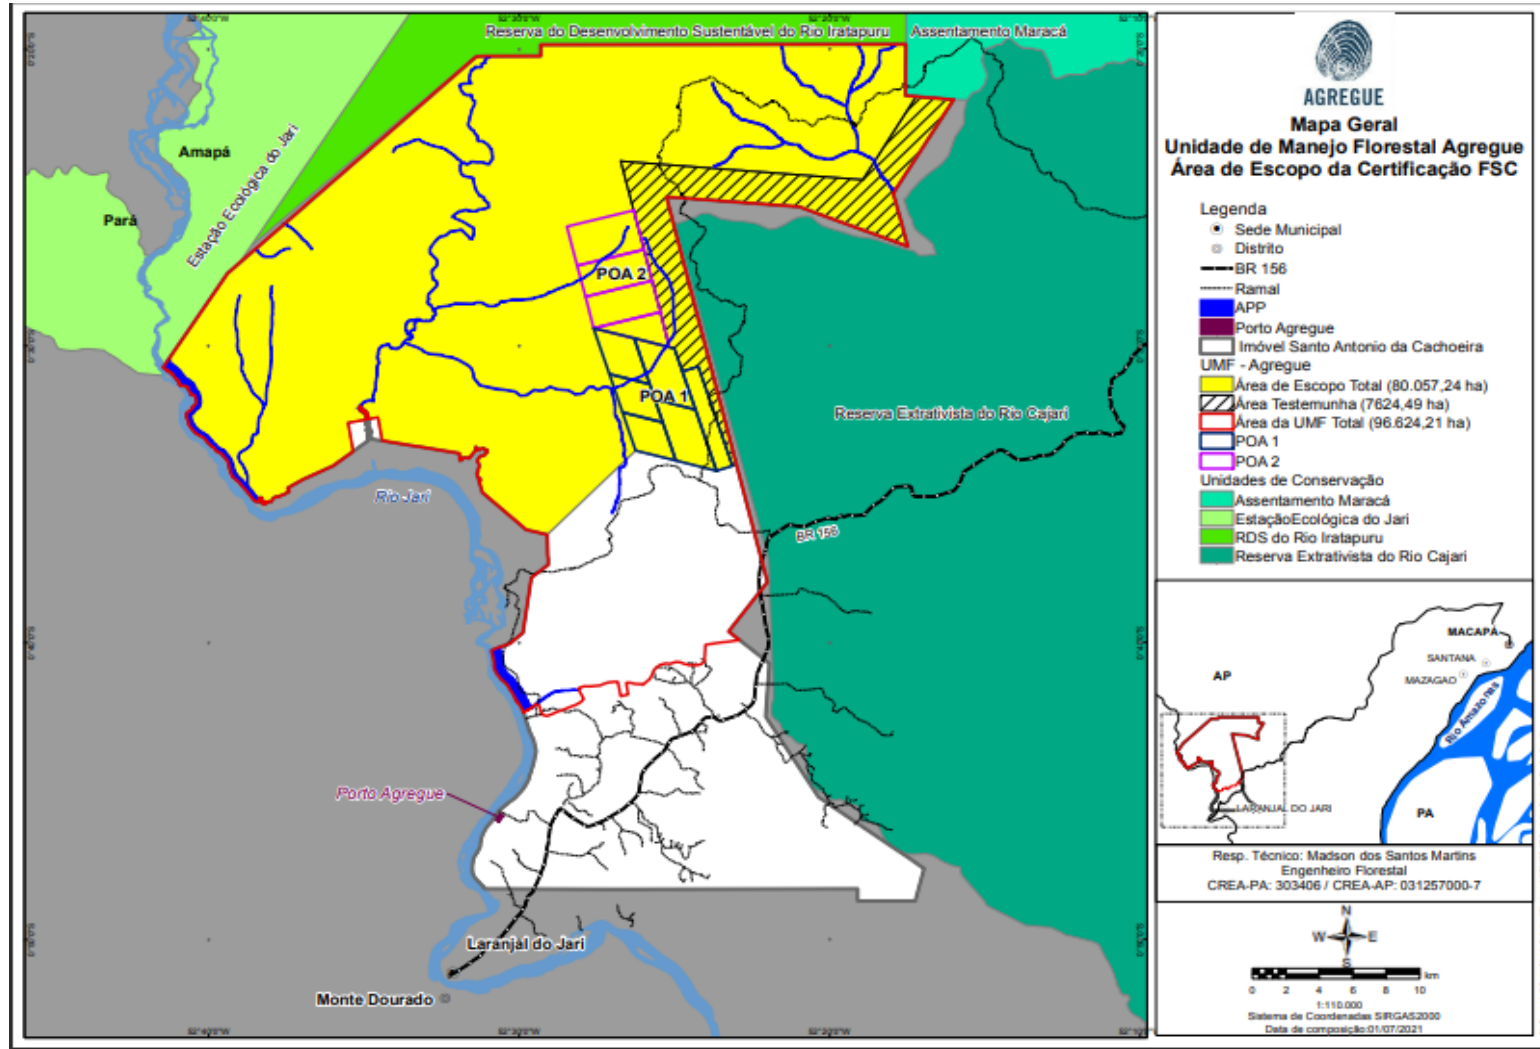 Reserva do Desenvolvimento Sustentável do Rio Iratapuru
Assentamento Maracá
Amapá
Pará
Estação Ecológica do Jari
POA 2
POA 1
Reserva Extrativista do Rio Cajari
Rio Jari
BR 156
Porto Agregue
Laranjal do Jari
Monte Dourado
AGREGUE
Mapa Geral
Unidade de Manejo Florestal Agregue
Área de Escopo da Certificação FSC
Legenda
Sede Municipal
Distrito
BR 156
Ramal
APP
Porto Agregue
Imóvel Santo Antonio da Cachoeira
UMF - Agregue
Área de Escopo Total (80.057,24 ha)
Área Testemunha (7624,49 ha)
Área da UMF Total (96.624,21 ha)
POA 1
POA 2
Unidades de Conservação
Assentamento Maracá
EstaçãoEcológica do Jari
RDS do Rio Iratapuru
Reserva Extrativista do Rio Cajari
MACAPÁ
SANTANA
MAZAGAO
AP
Rio Amazonas
LARANJAL DO JARI
PA
Resp. Técnico: Madson dos Santos Martins
Engenheiro Florestal
CREA-PA: 303406 / CREA-AP: 031257000-7
N
W E
S
km
0 2 4 6 8 10
1:110.000
Sistema de Coordenadas SIRGAS2000
Data de composição:01/07/2021